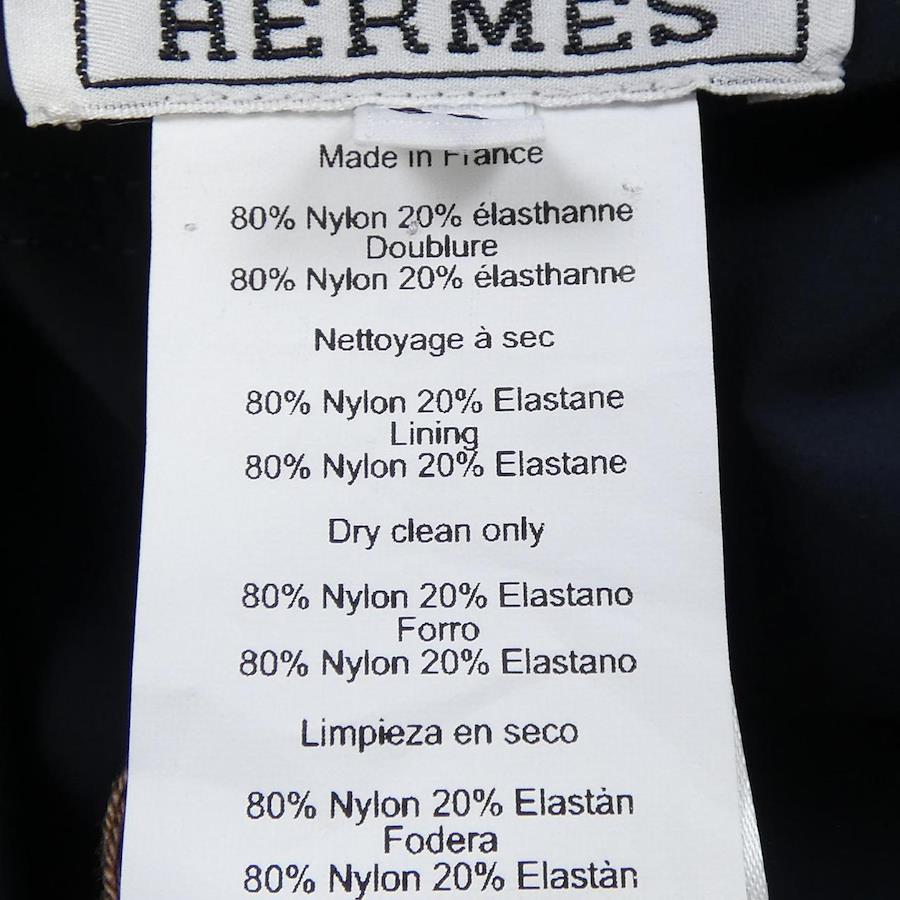 HERMES
Made in France
80% Nylon 20% élasthanne
Doublure
80% Nylon 20% élasthanne
Nettoyage à sec
80% Nylon 20% Elastane
Lining
80% Nylon 20% Elastane
Dry clean only
80% Nylon 20% Elastano
Forro
80% Nylon 20% Elastano
Limpieza en seco
80% Nylon 20% Elastàn
Fodera
80% Nylon 20% Elastàn